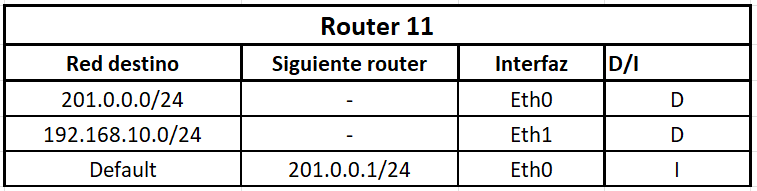 Router 11
Red destino Siguiente router Interfaz D/I
201.0.0.0/24 - Eth0 D
192.168.10.0/24 - Eth1 D
Default 201.0.0.1/24 Eth0 I